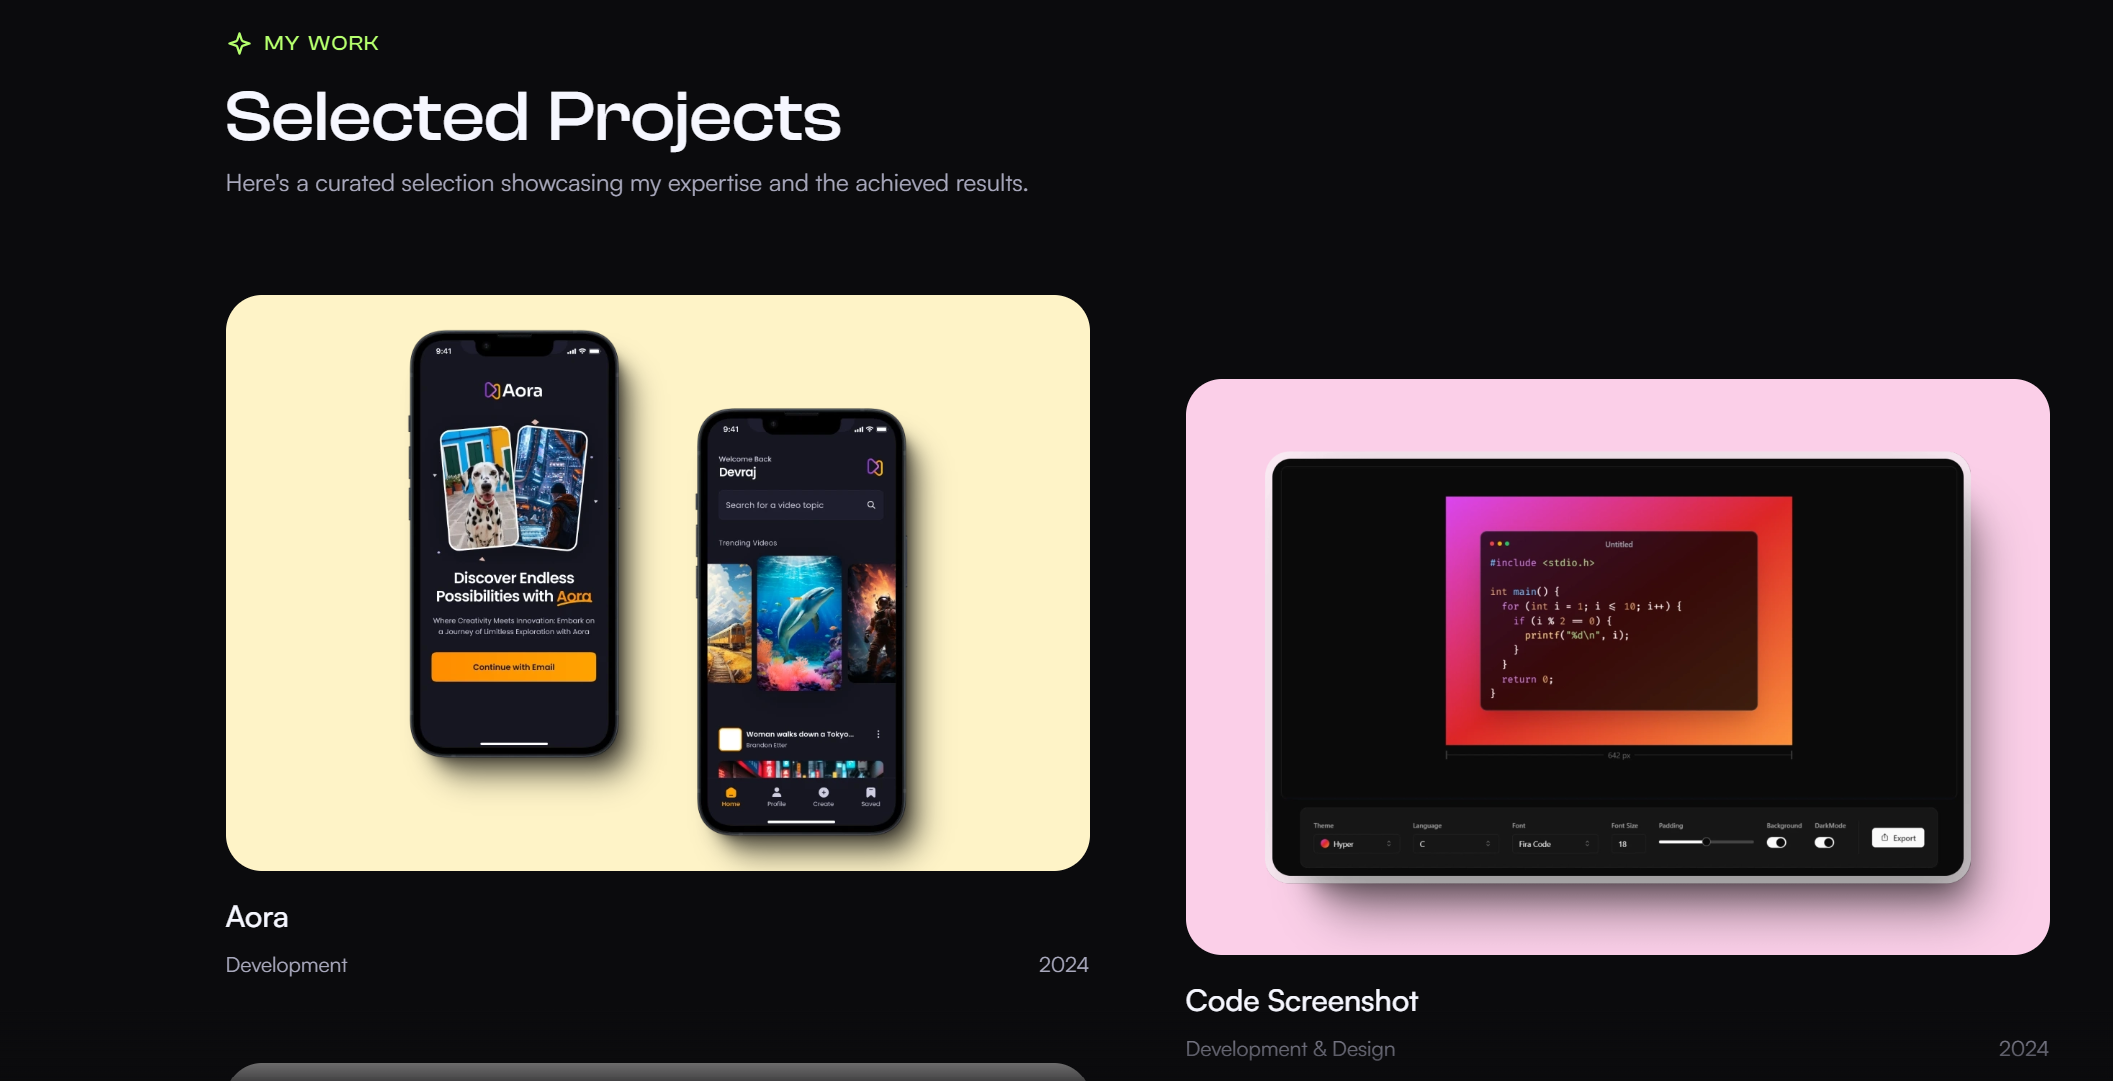 MY WORK
Selected Projects
Here's a curated selection showcasing my expertise and the achieved results.
9:41
Aora
Discover Endless
Possibilities with Aora
Where Creativity Meets Innovation: Embark on
a Journey of Limitless Exploration with Aora
Continue with Email
9:41
Welcome Back
Devraj
Search for a video topic
Trending Videos
Woman walks down a Tokyo...
Brandon Etter
Home
Profile
Create
Saved
Aora
Development
2024
Untitled
#include <stdio.h>
int main() {
for (int i = 1; i ⩽ 10; i++) {
if (i % 2 == 0) {
printf("%d\n", i);
}
}
return 0;
}
642 px
Theme
Language
Font
Font Size
Padding
Background
DarkMode
Hyper
C
Fira Code
18
Export
Code Screenshot
Development & Design
2024